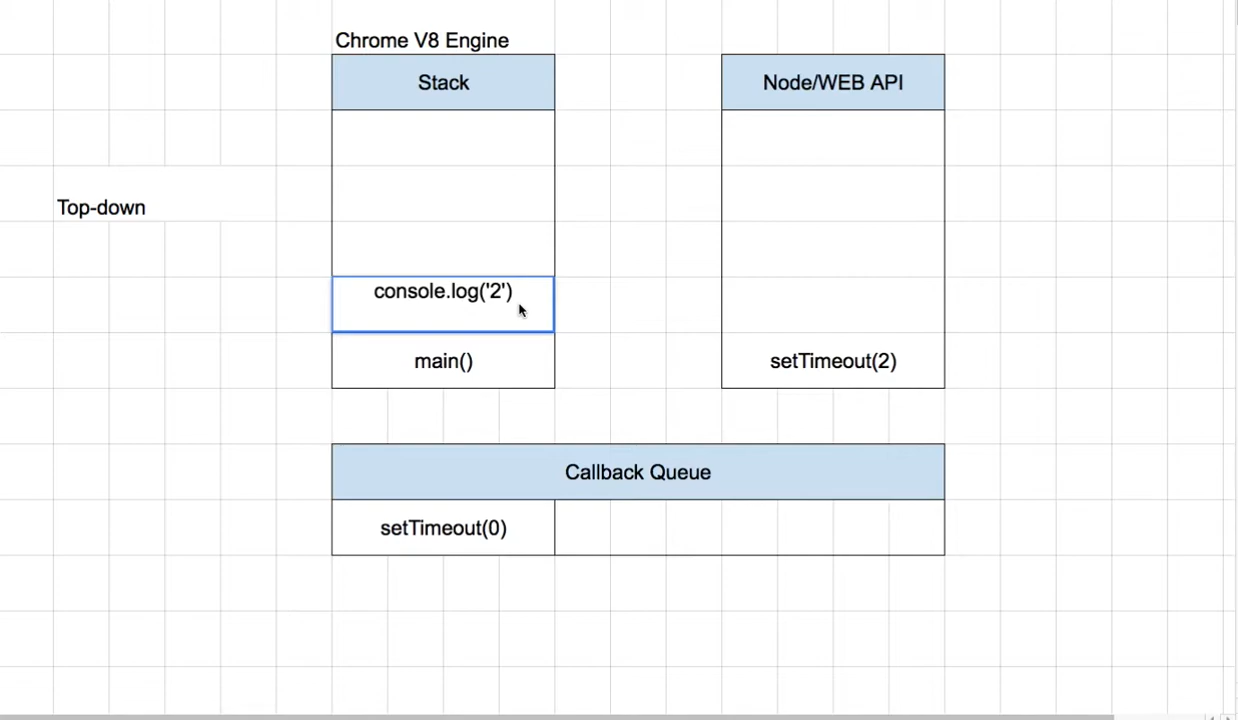 Chrome V8 Engine
Stack
Node/WEB API
Top-down
console.log('2')
main()
setTimeout(2)
Callback Queue
setTimeout(0)